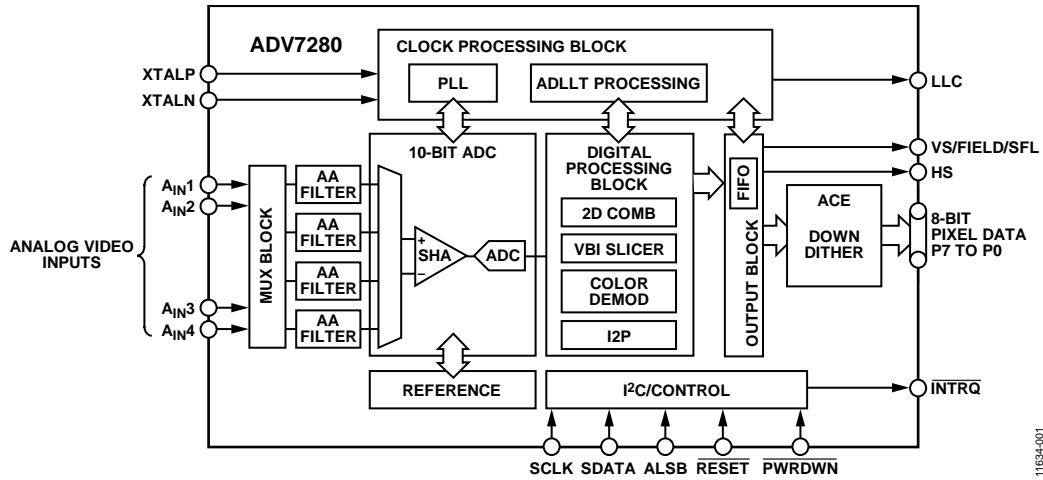 ADV7280
CLOCK PROCESSING BLOCK
PLL
ADLLT PROCESSING
XTALP
XTALN
LLC
10-BIT ADC
DIGITAL
PROCESSING
BLOCK
2D COMB
VBI SLICER
COLOR
DEMOD
I2P
FIFO
OUTPUT BLOCK
VS/FIELD/SFL
HS
ACE
DOWN
DITHER
8-BIT
PIXEL DATA
P7 TO P0
ANALOG VIDEO
INPUTS
AIN1
AIN2
AIN3
AIN4
MUX BLOCK
AA
FILTER
AA
FILTER
AA
FILTER
AA
FILTER
+
SHA
–
ADC
REFERENCE
I2C/CONTROL
INTRQ
SCLK
SDATA
ALSB
RESET
PWRDWN
11634-001